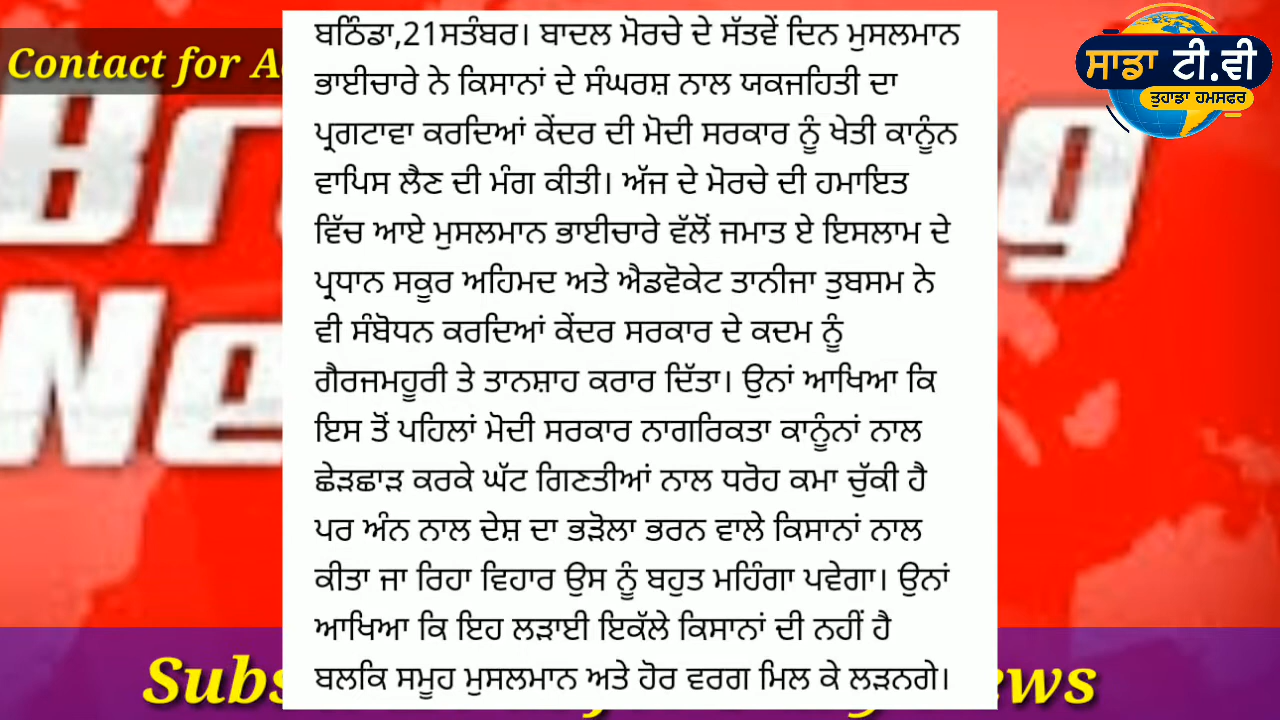 ਬਠਿੰਡਾ,21ਸਤੰਬਰ। ਬਾਦਲ ਮੋਰਚੇ ਦੇ ਸੱਤਵੇਂ ਦਿਨ ਮੁਸਲਮਾਨ
ਭਾਈਚਾਰੇ ਨੇ ਕਿਸਾਨਾਂ ਦੇ ਸੰਘਰਸ਼ ਨਾਲ ਯਕਜਹਿਤੀ ਦਾ
ਪ੍ਰਗਟਾਵਾ ਕਰਦਿਆਂ ਕੇਂਦਰ ਦੀ ਮੋਦੀ ਸਰਕਾਰ ਨੂੰ ਖੇਤੀ ਕਾਨੂੰਨ
ਵਾਪਿਸ ਲੈਣ ਦੀ ਮੰਗ ਕੀਤੀ। ਅੱਜ ਦੇ ਮੋਰਚੇ ਦੀ ਹਮਾਇਤ
ਵਿੱਚ ਆਏ ਮੁਸਲਮਾਨ ਭਾਈਚਾਰੇ ਵੱਲੋਂ ਜਮਾਤ ਏ ਇਸਲਾਮ ਦੇ
ਪ੍ਰਧਾਨ ਸਕੂਰ ਅਹਿਮਦ ਅਤੇ ਐਡਵੋਕੇਟ ਤਾਨੀਜਾ ਤੁਬਸਮ ਨੇ
ਵੀ ਸੰਬੋਧਨ ਕਰਦਿਆਂ ਕੇਂਦਰ ਸਰਕਾਰ ਦੇ ਕਦਮ ਨੂੰ
ਗੈਰਜਮਹੂਰੀ ਤੇ ਤਾਨਸ਼ਾਹ ਕਰਾਰ ਦਿੱਤਾ। ਉਨਾਂ ਆਖਿਆ ਕਿ
ਇਸ ਤੋਂ ਪਹਿਲਾਂ ਮੋਦੀ ਸਰਕਾਰ ਨਾਗਰਿਕਤਾ ਕਾਨੂੰਨਾਂ ਨਾਲ
ਛੇੜਛਾੜ ਕਰਕੇ ਘੱਟ ਗਿਣਤੀਆਂ ਨਾਲ ਧਰੋਹ ਕਮਾ ਚੁੱਕੀ ਹੈ
ਪਰ ਅੰਨ ਨਾਲ ਦੇਸ਼ ਦਾ ਭੜੋਲਾ ਭਰਨ ਵਾਲੇ ਕਿਸਾਨਾਂ ਨਾਲ
ਕੀਤਾ ਜਾ ਰਿਹਾ ਵਿਹਾਰ ਉਸ ਨੂੰ ਬਹੁਤ ਮਹਿੰਗਾ ਪਵੇਗਾ। ਉਨਾਂ
ਆਖਿਆ ਕਿ ਇਹ ਲੜਾਈ ਇਕੱਲੇ ਕਿਸਾਨਾਂ ਦੀ ਨਹੀਂ ਹੈ
ਬਲਕਿ ਸਮੂਹ ਮੁਸਲਮਾਨ ਅਤੇ ਹੋਰ ਵਰਗ ਮਿਲ ਕੇ ਲੜਨਗੇ।
ਸਾਡਾ ਟੀ.ਵੀ
ਤੁਹਾਡਾ ਹਮਸਫਰ
Contact for